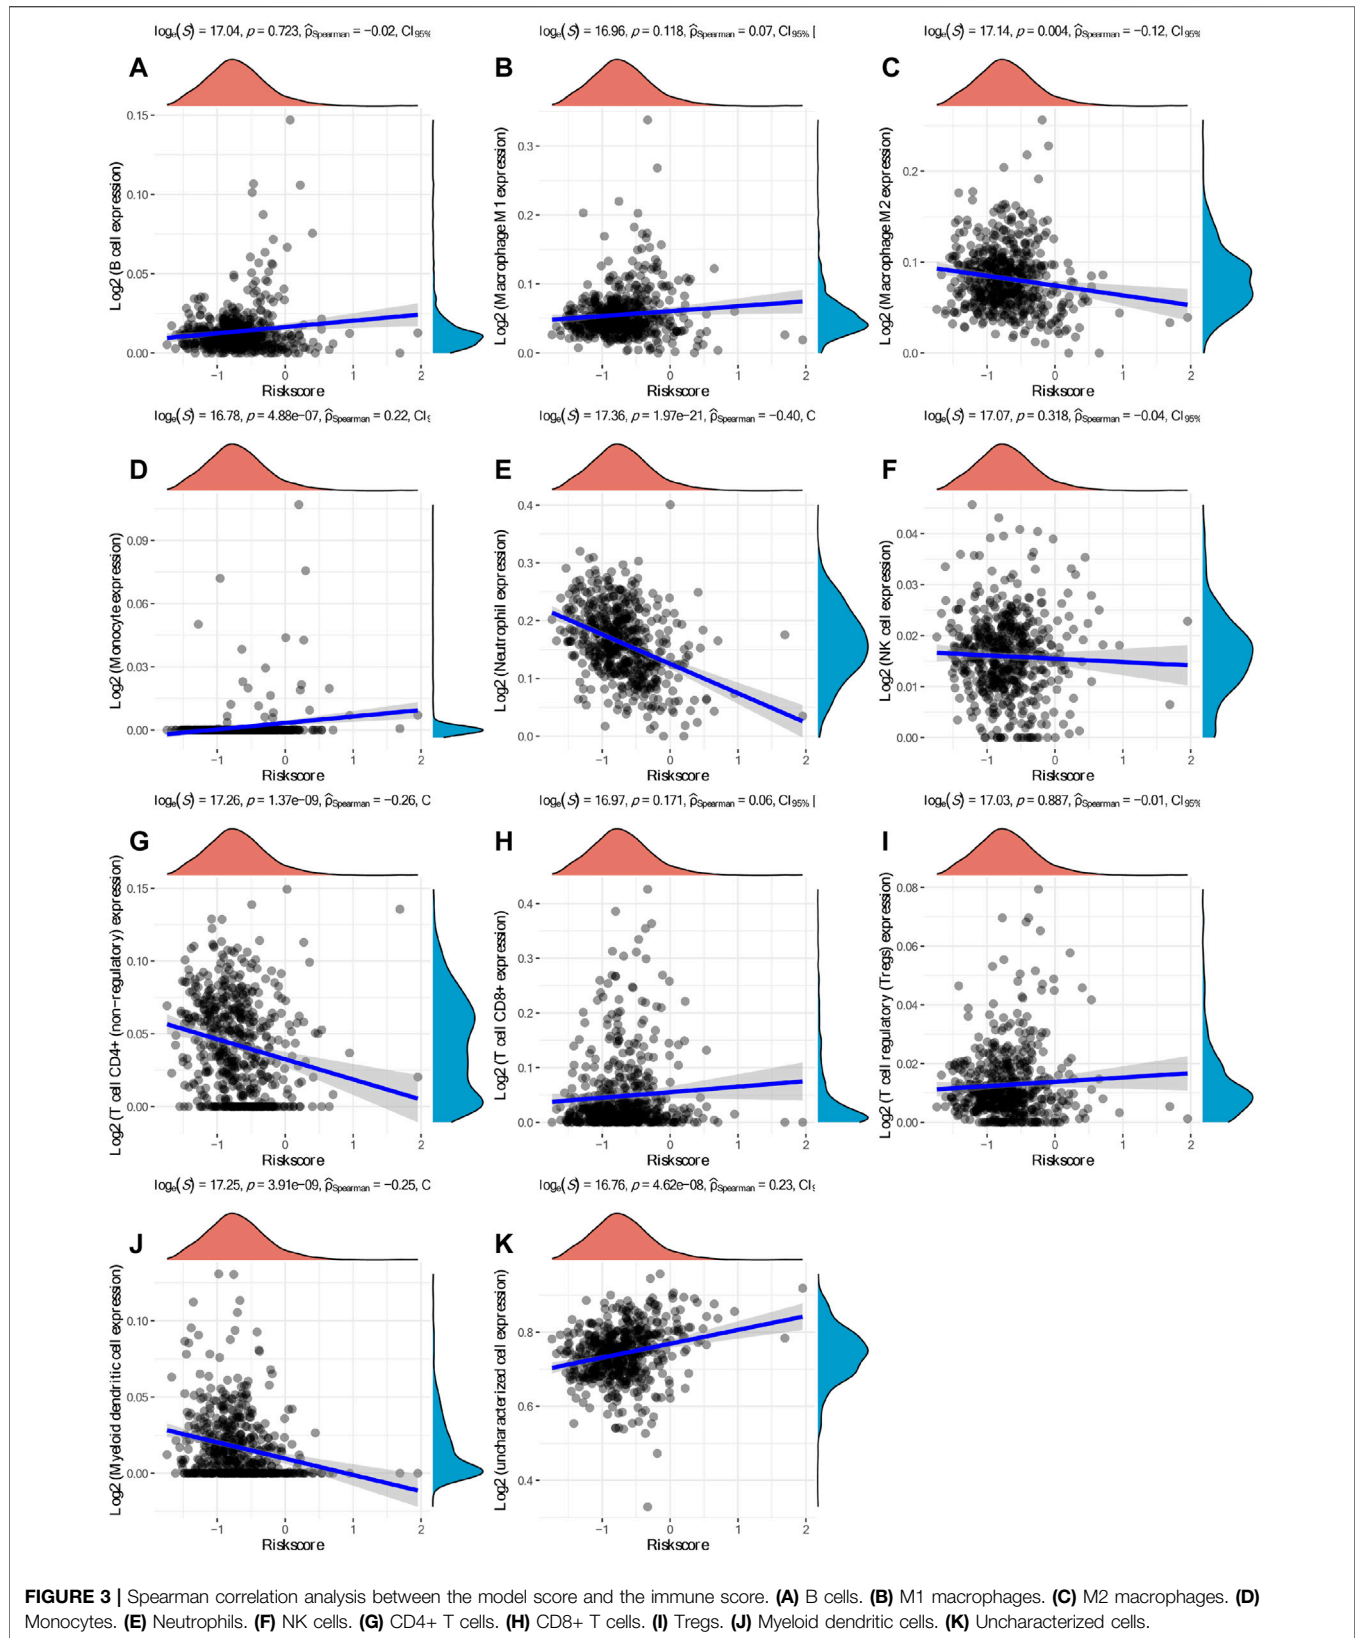 logₑ(S) = 17.04, p = 0.723, ρ̂Spearman = −0.02, CI95%
logₑ(S) = 16.96, p = 0.118, ρ̂Spearman = 0.07, CI95% [
logₑ(S) = 17.14, p = 0.004, ρ̂Spearman = −0.12, CI95%
A
Log2 (B cell expression)
0.15
0.10
0.05
0.00
−1 0 1 2
Riskscore
B
Log2 (Macrophage M1 expression)
0.3
0.2
0.1
0.0
−1 0 1 2
Riskscore
C
Log2 (Macrophage M2 expression)
0.2
0.1
0.0
−1 0 1 2
Riskscore
logₑ(S) = 16.78, p = 4.88e−07, ρ̂Spearman = 0.22, CI
logₑ(S) = 17.36, p = 1.97e−21, ρ̂Spearman = −0.40, C
logₑ(S) = 17.07, p = 0.318, ρ̂Spearman = −0.04, CI95%
D
Log2 (Monocyte expression)
0.09
0.06
0.03
0.00
−1 0 1 2
Riskscore
E
Log2 (Neutrophil expression)
0.4
0.3
0.2
0.1
0.0
−1 0 1 2
Riskscore
F
Log2 (NK cell expression)
0.04
0.03
0.02
0.01
0.00
−1 0 1 2
Riskscore
logₑ(S) = 17.26, p = 1.37e−09, ρ̂Spearman = −0.26, C
logₑ(S) = 16.97, p = 0.171, ρ̂Spearman = 0.06, CI95% [
logₑ(S) = 17.03, p = 0.887, ρ̂Spearman = −0.01, CI95%
G
Log2 (T cell CD4+ (non−regulatory) expression)
0.15
0.10
0.05
0.00
−1 0 1 2
Riskscore
H
Log2 (T cell CD8+ expression)
0.4
0.3
0.2
0.1
0.0
−1 0 1 2
Riskscore
I
Log2 (T cell regulatory (Tregs) expression)
0.08
0.06
0.04
0.02
0.00
−1 0 1 2
Riskscore
logₑ(S) = 17.25, p = 3.91e−09, ρ̂Spearman = −0.25, C
logₑ(S) = 16.76, p = 4.62e−08, ρ̂Spearman = 0.23, CI
J
Log2 (Myeloid dendritic cell expression)
0.10
0.05
0.00
−1 0 1 2
Riskscore
K
Log2 (uncharacterized cell expression)
0.8
0.6
0.4
−1 0 1 2
Riskscore
FIGURE 3 | Spearman correlation analysis between the model score and the immune score. (A) B cells. (B) M1 macrophages. (C) M2 macrophages. (D)
Monocytes. (E) Neutrophils. (F) NK cells. (G) CD4+ T cells. (H) CD8+ T cells. (I) Tregs. (J) Myeloid dendritic cells. (K) Uncharacterized cells.